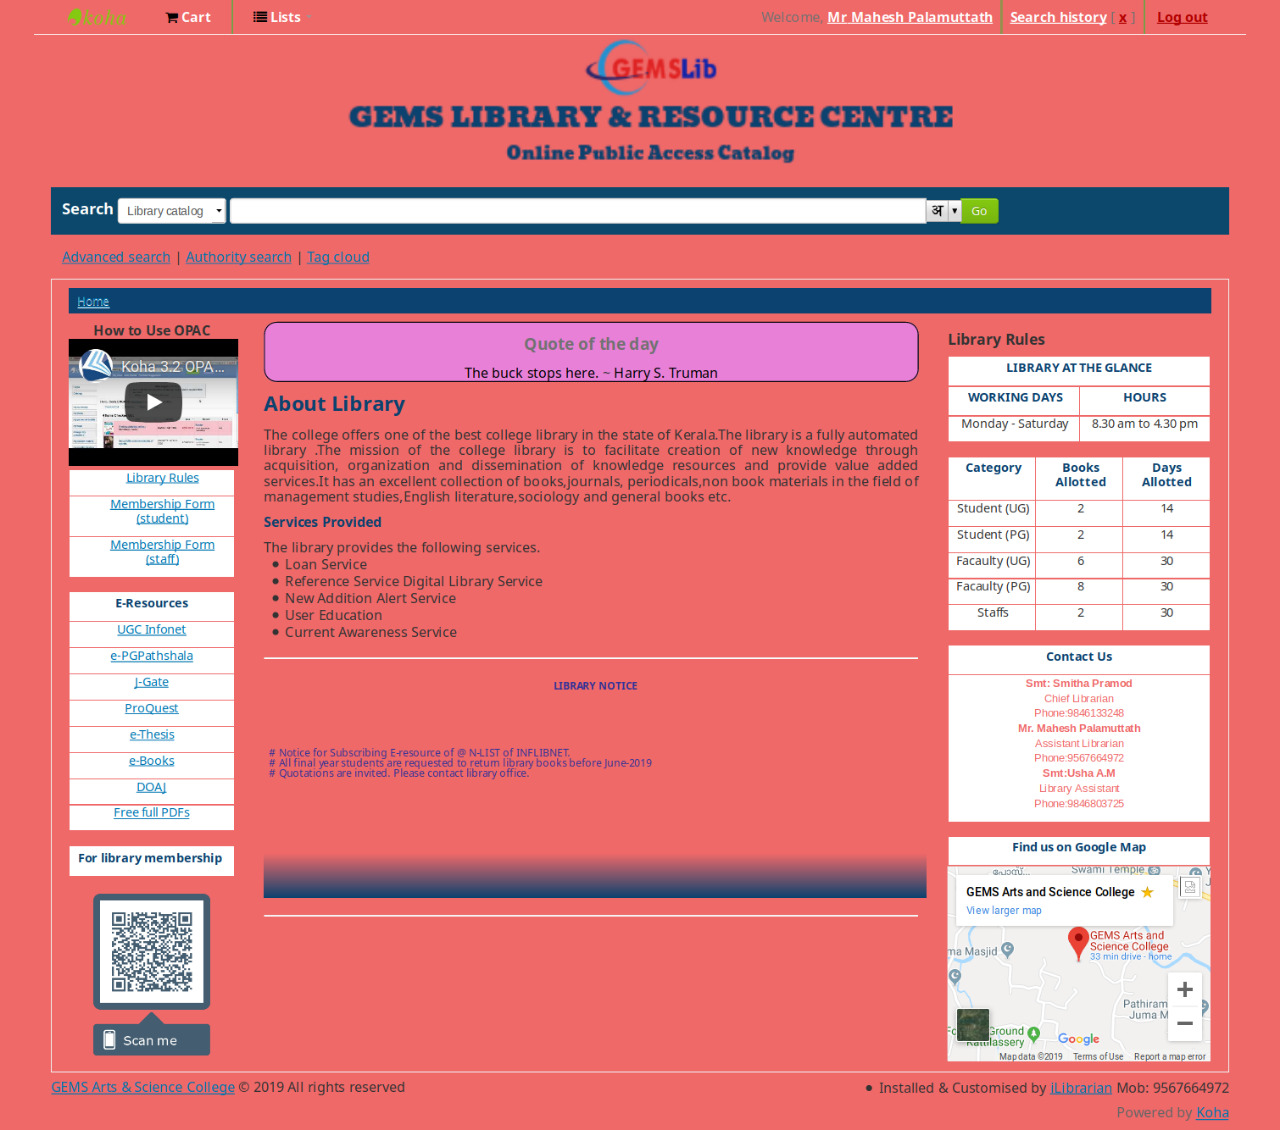 koha Cart Lists Welcome, Mr Mahesh Palamuttath Search history [ x ] Log out
GEMSLib
GEMS LIBRARY & RESOURCE CENTRE
Online Public Access Catalog
Search Library catalog अ Go
Advanced search | Authority search | Tag cloud
Home
How to Use OPAC
Koha 3.2 OPA...
Library Rules
Membership Form
(student)
Membership Form
(staff)
E-Resources
UGC Infonet
e-PGPathshala
J-Gate
ProQuest
e-Thesis
e-Books
DOAJ
Free full PDFs
For library membership
Scan me
Quote of the day
The buck stops here. ~ Harry S. Truman
About Library
The college offers one of the best college library in the state of Kerala.The library is a fully automated
library .The mission of the college library is to facilitate creation of new knowledge through
acquisition, organization and dissemination of knowledge resources and provide value added
services.It has an excellent collection of books,journals, periodicals,non book materials in the field of
management studies,English literature,sociology and general books etc.
Services Provided
The library provides the following services.
Loan Service
Reference Service Digital Library Service
New Addition Alert Service
User Education
Current Awareness Service
LIBRARY NOTICE
# Notice for Subscribing E-resource of @ N-LIST of INFLIBNET.
# All final year students are requested to return library books before June-2019
# Quotations are invited. Please contact library office.
Library Rules
LIBRARY AT THE GLANCE
WORKING DAYS HOURS
Monday - Saturday 8.30 am to 4.30 pm
Category Books Allotted Days Allotted
Student (UG) 2 14
Student (PG) 2 14
Facaulty (UG) 6 30
Facaulty (PG) 8 30
Staffs 2 30
Contact Us
Smt: Smitha Pramod
Chief Librarian
Phone:9846133248
Mr. Mahesh Palamuttath
Assistant Librarian
Phone:9567664972
Smt:Usha A.M
Library Assistant
Phone:9846803725
Find us on Google Map
പോസ്... Swami Temple
GEMS Arts and Science College
View larger map
GEMS Arts and
Science College
33 min drive - home
ma Masjid
Pathiram
Juma M
Fo Ground
Rattilassery
Google
Map data ©2019 Terms of Use Report a map error
GEMS Arts & Science College © 2019 All rights reserved
Installed & Customised by iLibrarian Mob: 9567664972
Powered by Koha